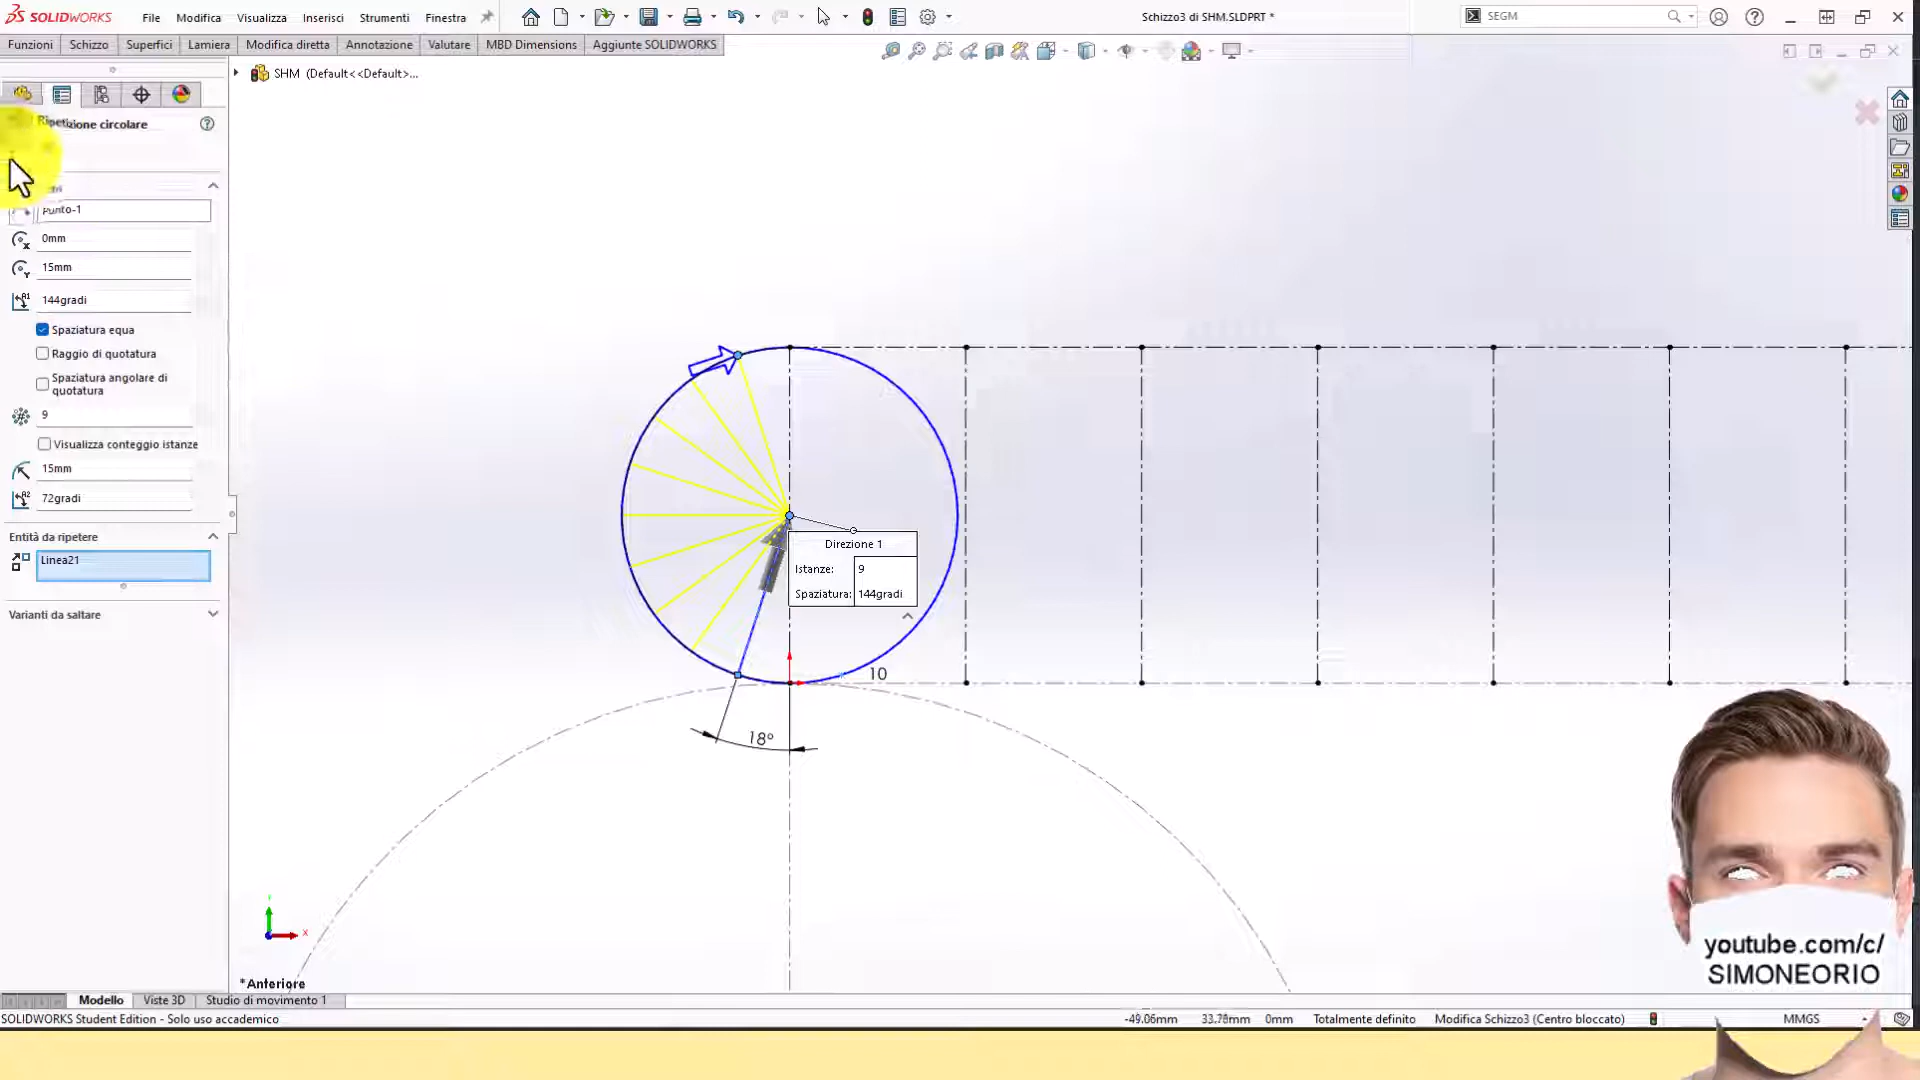 SOLIDWORKS
File Modifica Visualizza Inserisci Strumenti Finestra
Schizzo3 di SHM.SLDPRT *
SEGM
Funzioni Schizzo Superfici Lamiera Modifica diretta Annotazione Valutare MBD Dimensions Aggiunte SOLIDWORKS
SHM (Default<<Default>...
Punto-1
0mm
15mm
144gradi
Spaziatura equa
Raggio di quotatura
Spaziatura angolare di
quotatura
9
Visualizza conteggio istanze
15mm
72gradi
Entità da ripetere
Linea21
Varianti da saltare
Direzione 1
Istanze: 9
Spaziatura: 144gradi
10
18°
x
*Anteriore
youtube.com/c/
SIMONEORIO
Modello Viste 3D Studio di movimento 1
SOLIDWORKS Student Edition - Solo uso accademico
-49.06mm 33.78mm 0mm Totalmente definito Modifica Schizzo3 (Centro bloccato) MMGS